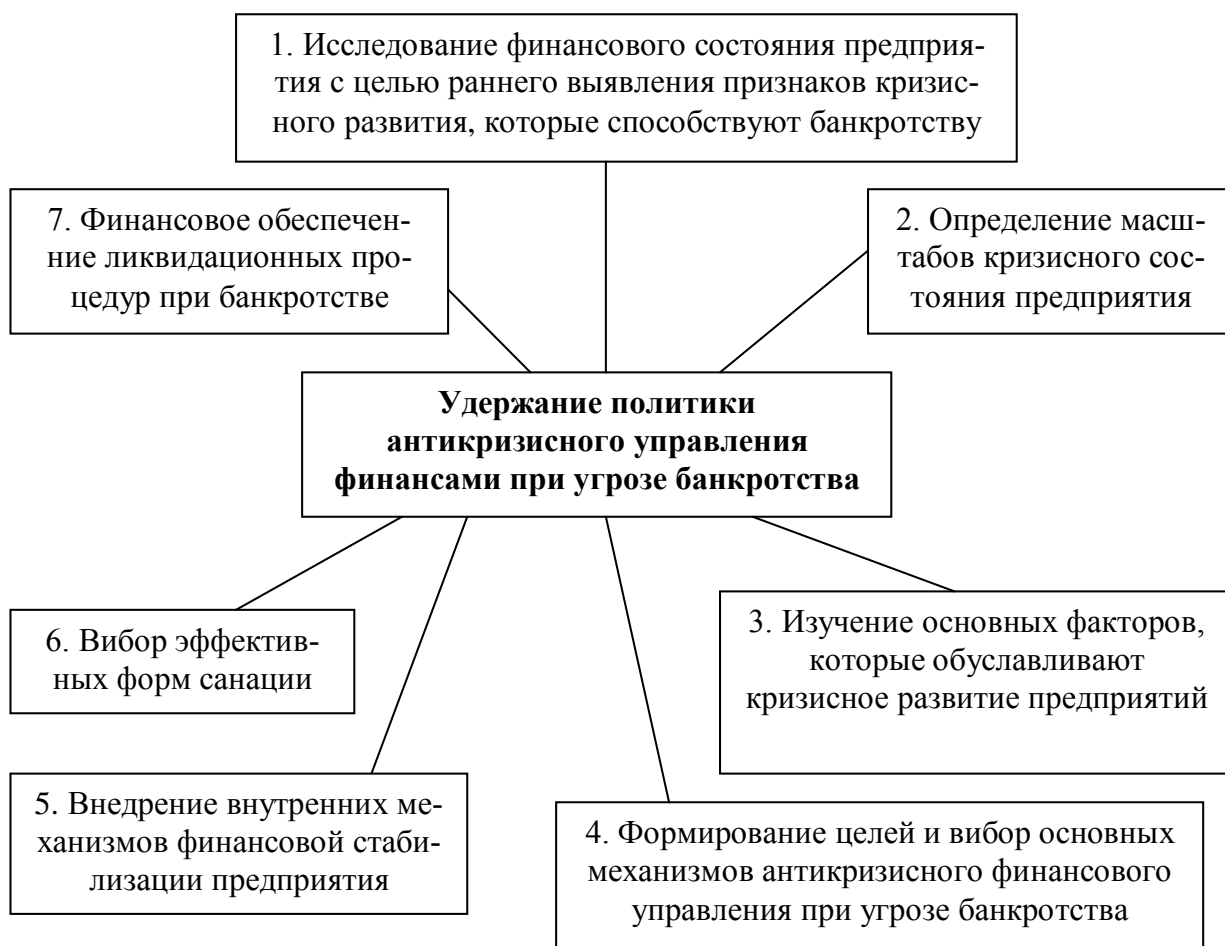 1. Исследование финансового состояния предприя-
тия с целью раннего выявления признаков кризис-
ного развития, которые способствуют банкротству
7. Финансовое обеспечен-
ние ликвидационных про-
цедур при банкротстве
2. Определение масш-
табов кризисного сос-
тояния предприятия
Удержание политики
антикризисного управления
финансами при угрозе банкротства
6. Вибор эффектив-
ных форм санации
3. Изучение основных факторов,
которые обуславливают
кризисное развитие предприятий
5. Внедрение внутренних ме-
ханизмов финансовой стаби-
лизации предприятия
4. Формирование целей и вибор основных
механизмов антикризисного финансового
управления при угрозе банкротства